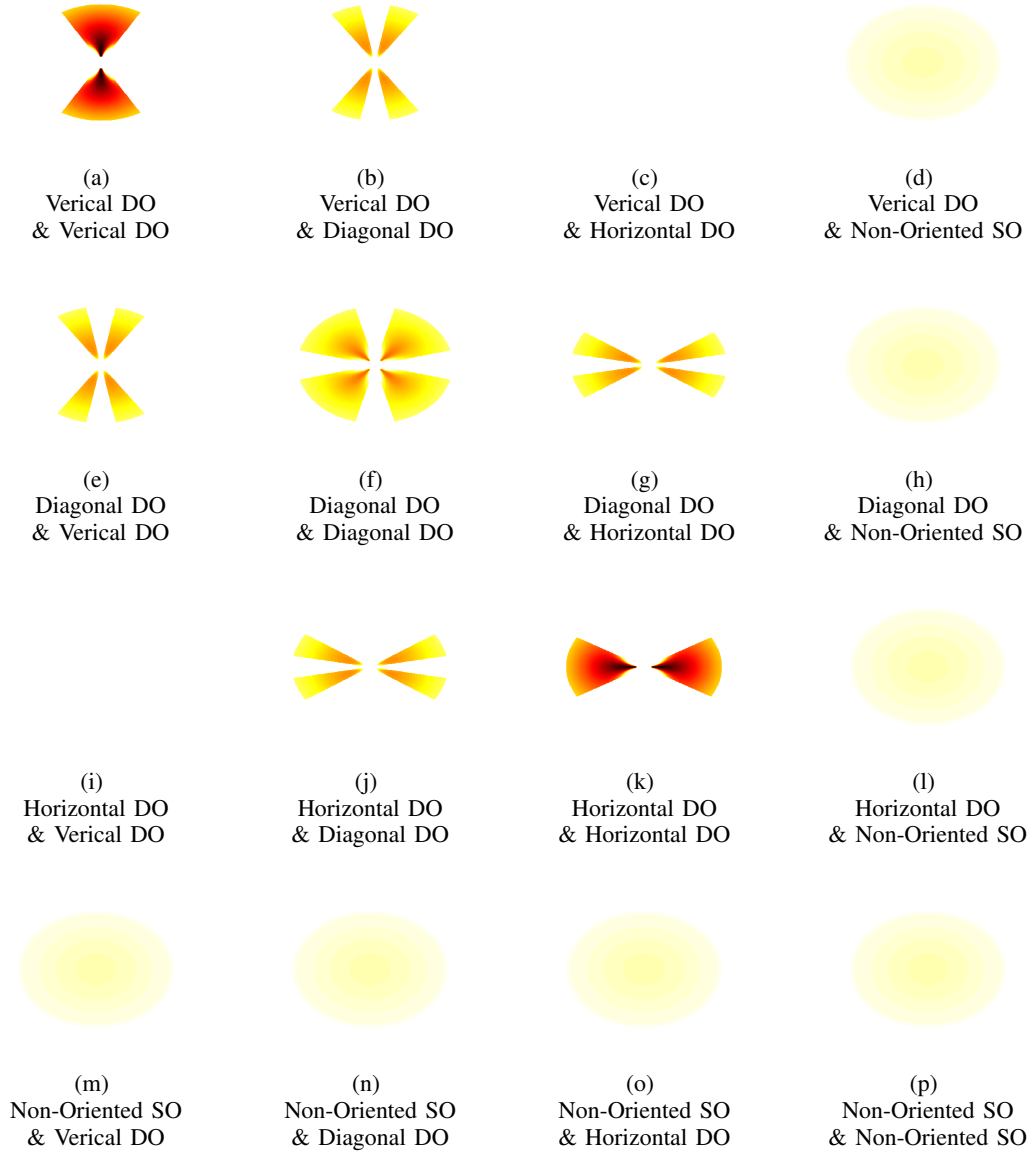 (a)
Verical DO
& Verical DO
(b)
Verical DO
& Diagonal DO
(c)
Verical DO
& Horizontal DO
(d)
Verical DO
& Non-Oriented SO
(e)
Diagonal DO
& Verical DO
(f)
Diagonal DO
& Diagonal DO
(g)
Diagonal DO
& Horizontal DO
(h)
Diagonal DO
& Non-Oriented SO
(i)
Horizontal DO
& Verical DO
(j)
Horizontal DO
& Diagonal DO
(k)
Horizontal DO
& Horizontal DO
(l)
Horizontal DO
& Non-Oriented SO
(m)
Non-Oriented SO
& Verical DO
(n)
Non-Oriented SO
& Diagonal DO
(o)
Non-Oriented SO
& Horizontal DO
(p)
Non-Oriented SO
& Non-Oriented SO